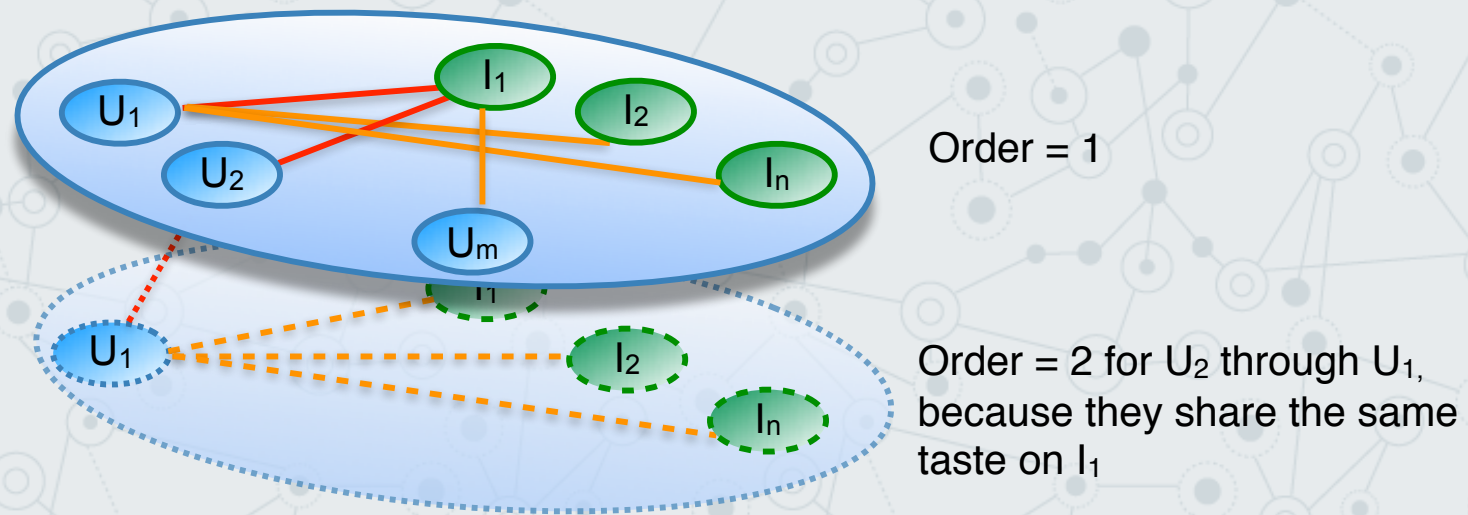 I₁
U₁
I₂
Order = 1
U₂
Iₙ
Uₘ
I₁
U₁
I₂
Order = 2 for U₂ through U₁,
because they share the same
Iₙ
taste on I₁